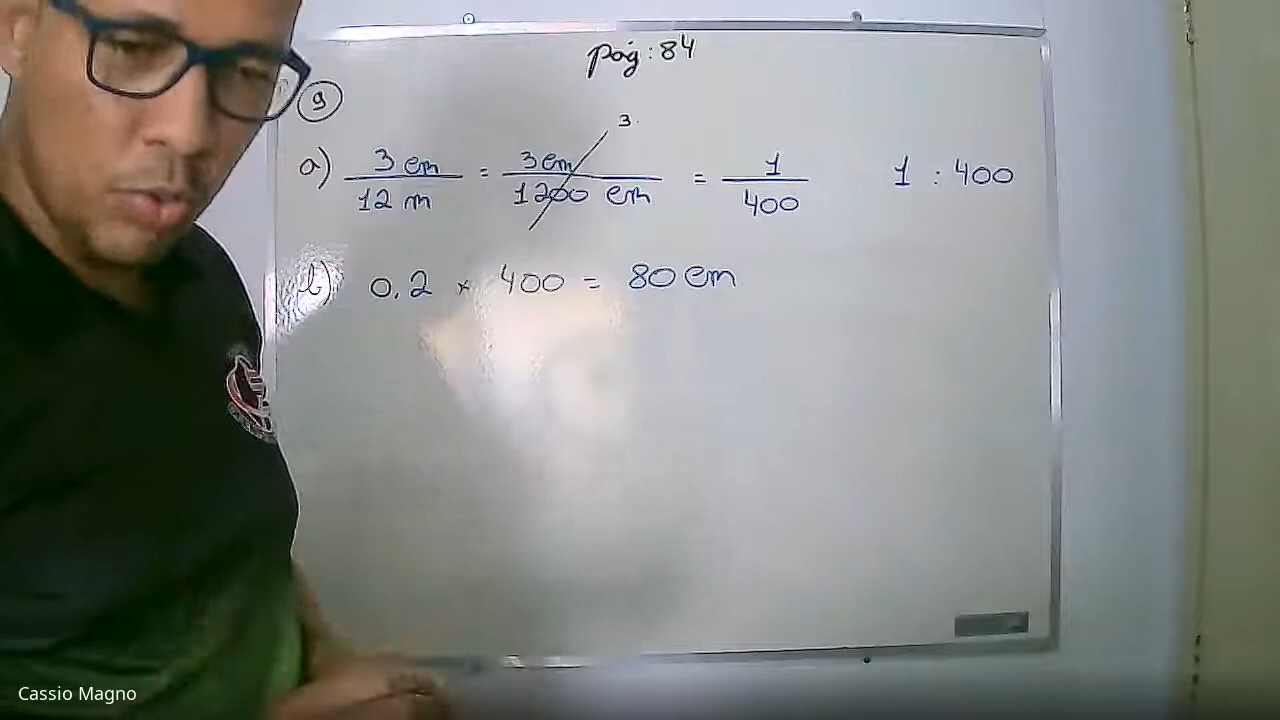 pág: 84
9
3
a) 3 cm / 12 m = 3 cm / 1200 cm = 1 / 400 1 : 400
b) 0,2 × 400 = 80 cm
Cassio Magno